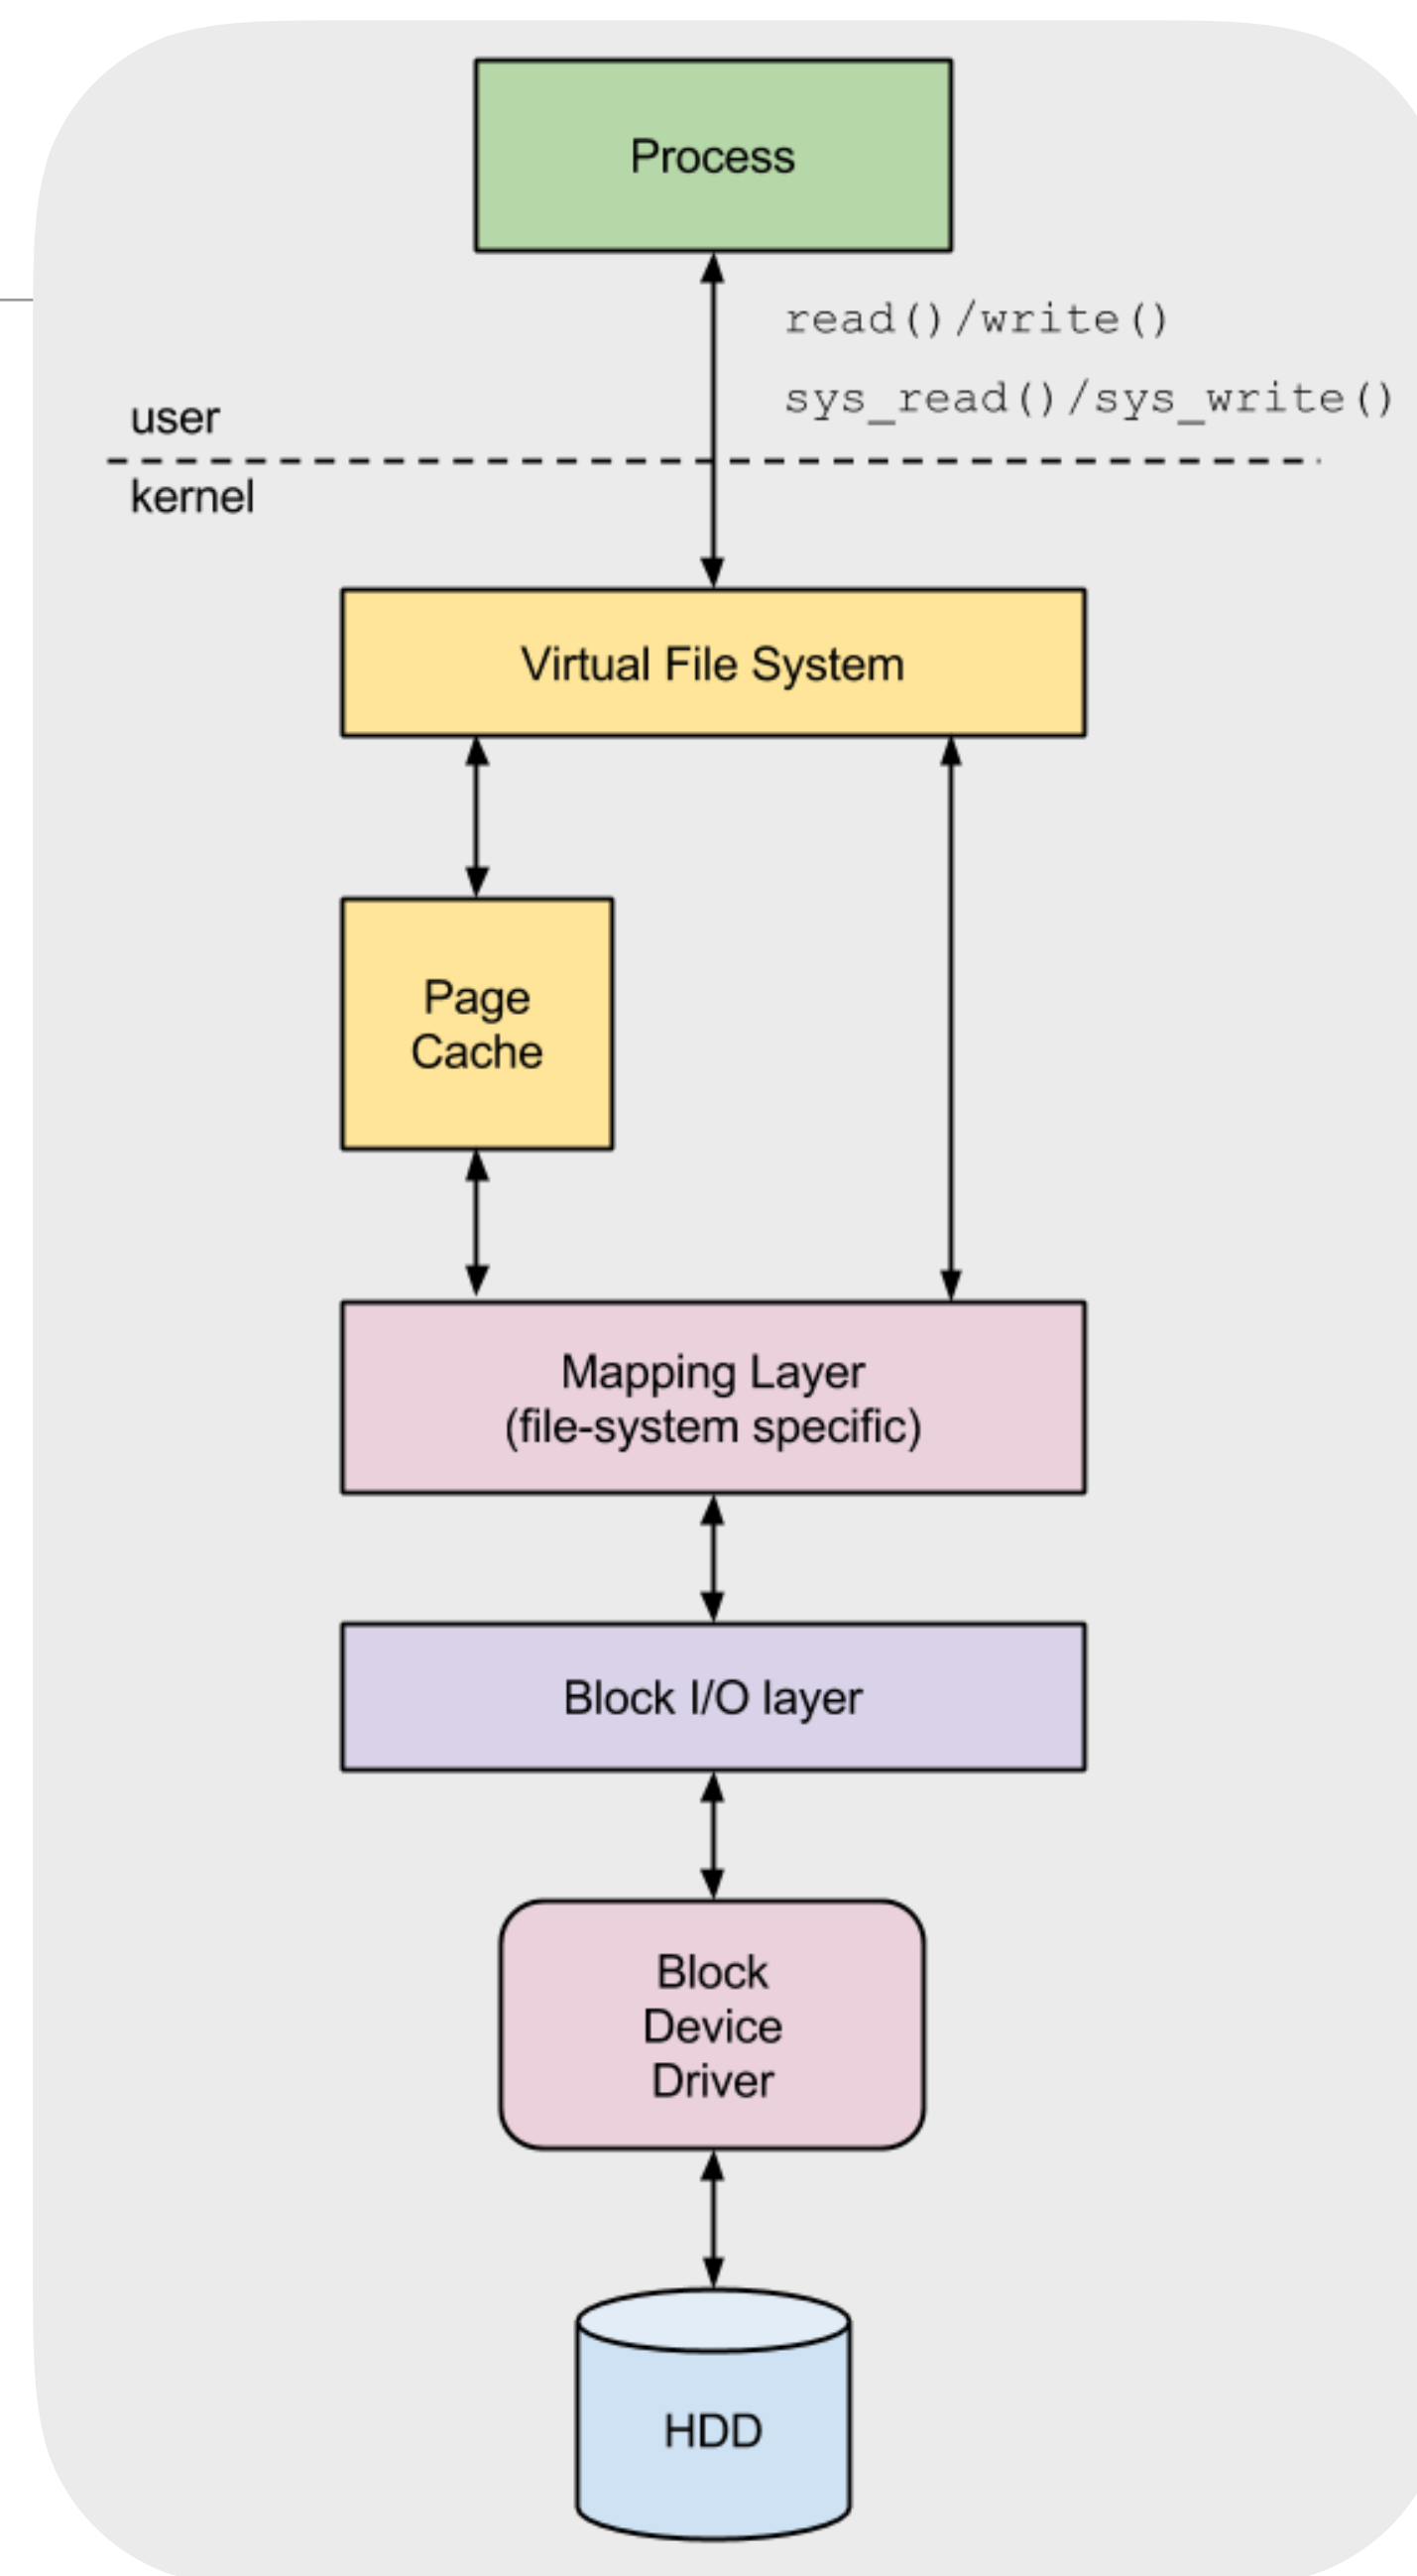 Process
read()/write()
sys_read()/sys_write()
user
kernel
Virtual File System
Page
Cache
Mapping Layer
(file-system specific)
Block I/O layer
Block
Device
Driver
HDD